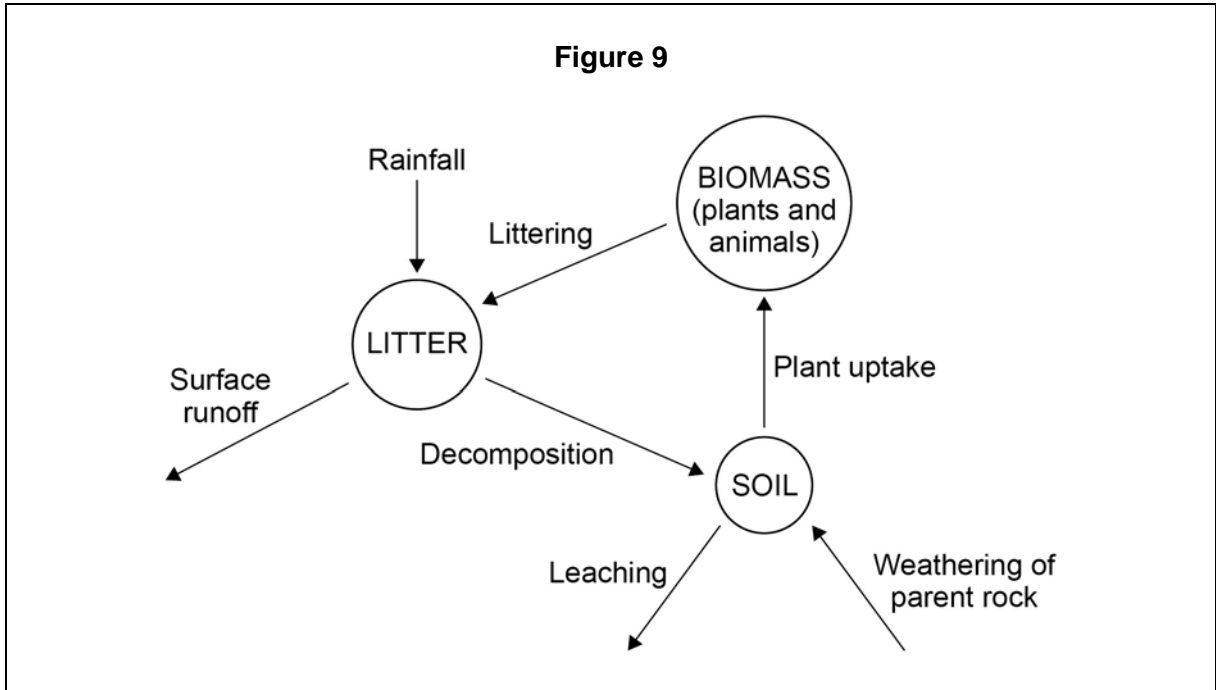 Figure 9
Rainfall
BIOMASS
(plants and
animals)
Littering
LITTER
Surface
runoff
Plant uptake
Decomposition
SOIL
Leaching
Weathering of
parent rock